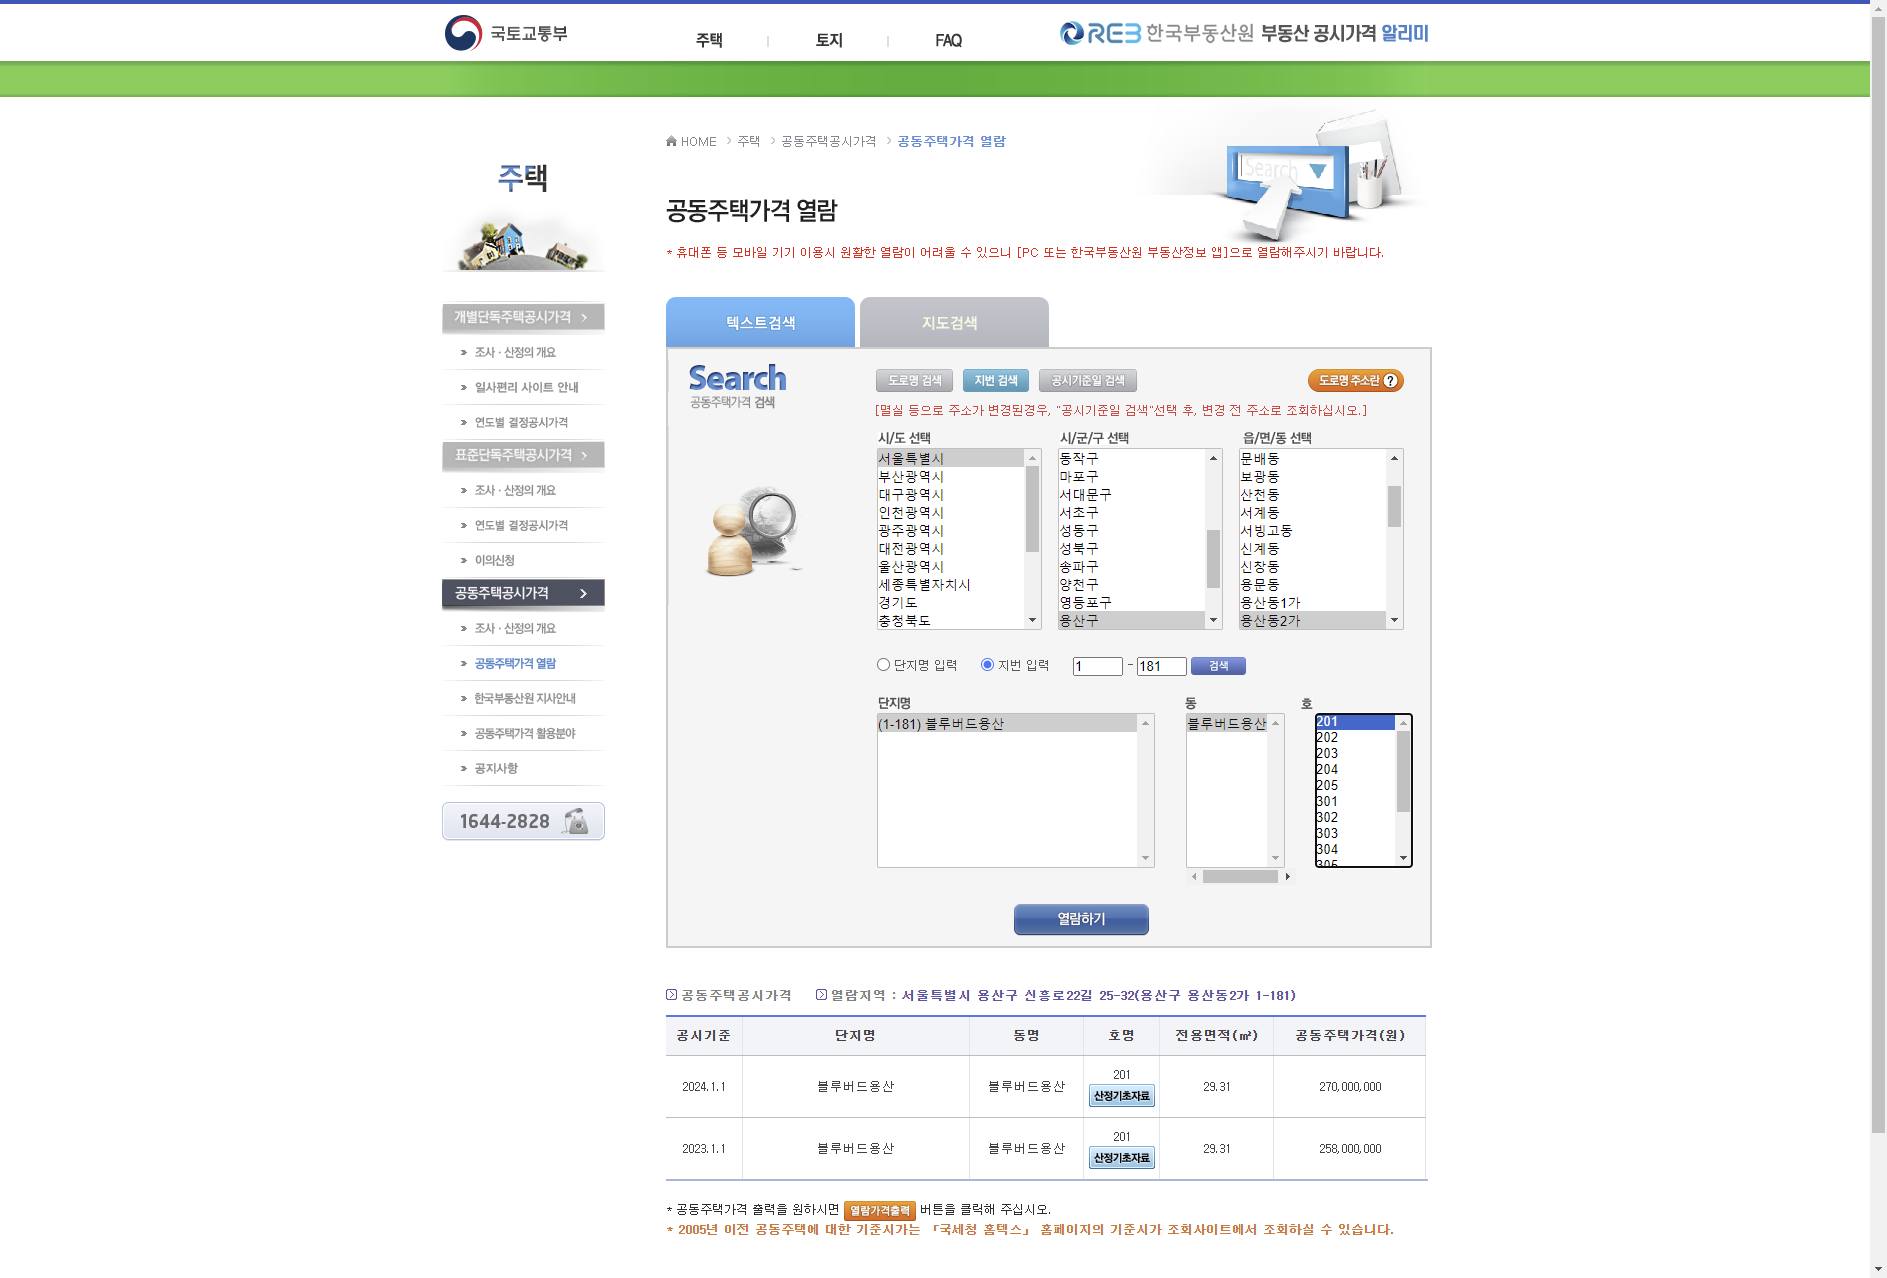 국토교통부
주택
토지
FAQ
REB 한국부동산원 부동산 공시가격 알리미
HOME > 주택 > 공동주택공시가격 > 공동주택가격 열람
Search
주택
공동주택가격 열람
* 휴대폰 등 모바일 기기 이용시 원활한 열람이 어려울 수 있으니 [PC 또는 한국부동산원 부동산정보 앱]으로 열람해주시기 바랍니다.
개별단독주택공시가격
조사 · 산정의 개요
일사편리 사이트 안내
연도별 결정공시가격
표준단독주택공시가격
조사 · 산정의 개요
연도별 결정공시가격
이의신청
공동주택공시가격
조사 · 산정의 개요
공동주택가격 열람
한국부동산원 지사안내
공동주택가격 활용분야
공지사항
1644-2828
텍스트검색
지도검색
Search
공동주택가격 검색
도로명 검색
지번 검색
공시기준일 검색
도로명 주소란 ?
[멸실 등으로 주소가 변경된경우, "공시기준일 검색"선택 후, 변경 전 주소로 조회하십시오.]
시/도 선택
서울특별시
부산광역시
대구광역시
인천광역시
광주광역시
대전광역시
울산광역시
세종특별자치시
경기도
충청북도
시/군/구 선택
동작구
마포구
서대문구
서초구
성동구
성북구
송파구
양천구
영등포구
용산구
읍/면/동 선택
문배동
보광동
산천동
서계동
서빙고동
신계동
신창동
용문동
용산동1가
용산동2가
단지명 입력
지번 입력
1 - 181
검색
단지명
(1-181) 블루버드용산
동
블루버드용산
호
201
202
203
204
205
301
302
303
304
305
열람하기
공동주택공시가격
열람지역 : 서울특별시 용산구 신흥로22길 25-32(용산구 용산동2가 1-181)
공시기준 단지명 동명 호명 전용면적(㎡) 공동주택가격(원)
2024.1.1 블루버드용산 블루버드용산 201 산정기초자료 29.31 270,000,000
2023.1.1 블루버드용산 블루버드용산 201 산정기초자료 29.31 258,000,000
* 공동주택가격 출력을 원하시면 열람가격출력 버튼을 클릭해 주십시오.
* 2005년 이전 공동주택에 대한 기준시가는 「국세청 홈텍스」 홈페이지의 기준시가 조회사이트에서 조회하실 수 있습니다.